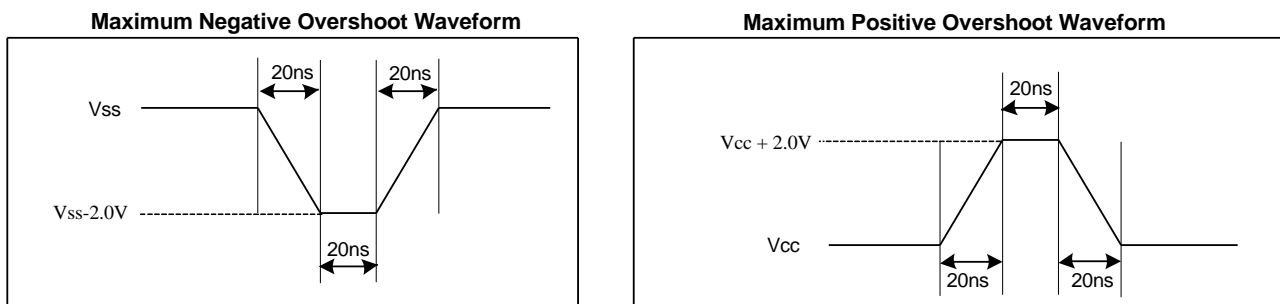 Maximum Negative Overshoot Waveform
20ns
20ns
Vss
Vss-2.0V
20ns
Maximum Positive Overshoot Waveform
20ns
Vcc + 2.0V
Vcc
20ns
20ns